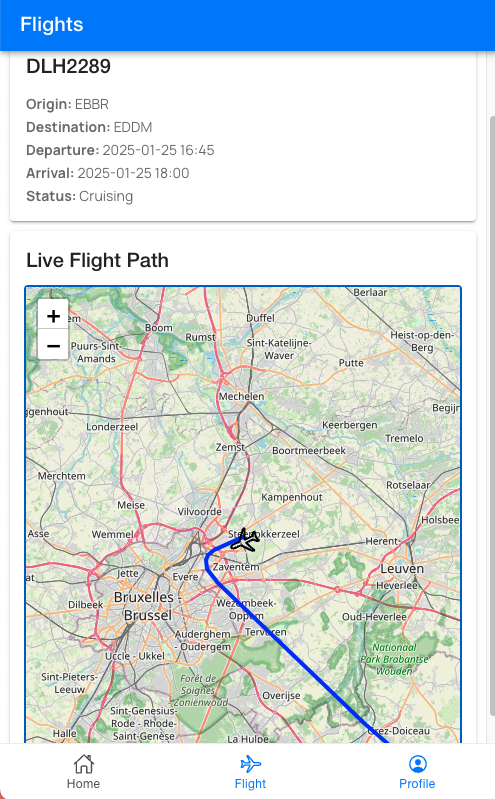 Flights
DLH2289
Origin: EBBR
Destination: EDDM
Departure: 2025-01-25 16:45
Arrival: 2025-01-25 18:00
Status: Cruising
Live Flight Path
+
−
Berlaar
Duffel
Boom
Rumst
Heist-op-den-
Berg
Puurs-Sint-
Amands
Sint-Katelijne-
Waver
Putte
Mechelen
Londerzeel
Keerbergen
Tremelo
Zemst
Boortmeerbeek
Merchtem
Rotselaar
Kampenhout
Meise
Vilvoorde
Asse
Wemmel
Herent
Jette
Evere
Zaventem
Leuven
Heverlee
Bruxelles -
Brussel
Dilbeek
Wezembeek-
Oppem
Oud-Heverlee
Auderghem
- Oudergem
Tervuren
Uccle - Ukkel
Nationaal
Park Brabantse
Wouden
Sint-Pieters-
Leeuw
Forêt de
Soignes -
Zoniënwoud
Overijse
Sint-Genesius-
Rode - Rhode-
Saint-Genèse
Halle
La Hulpe
Grez-Doiceau
Home
Flight
Profile